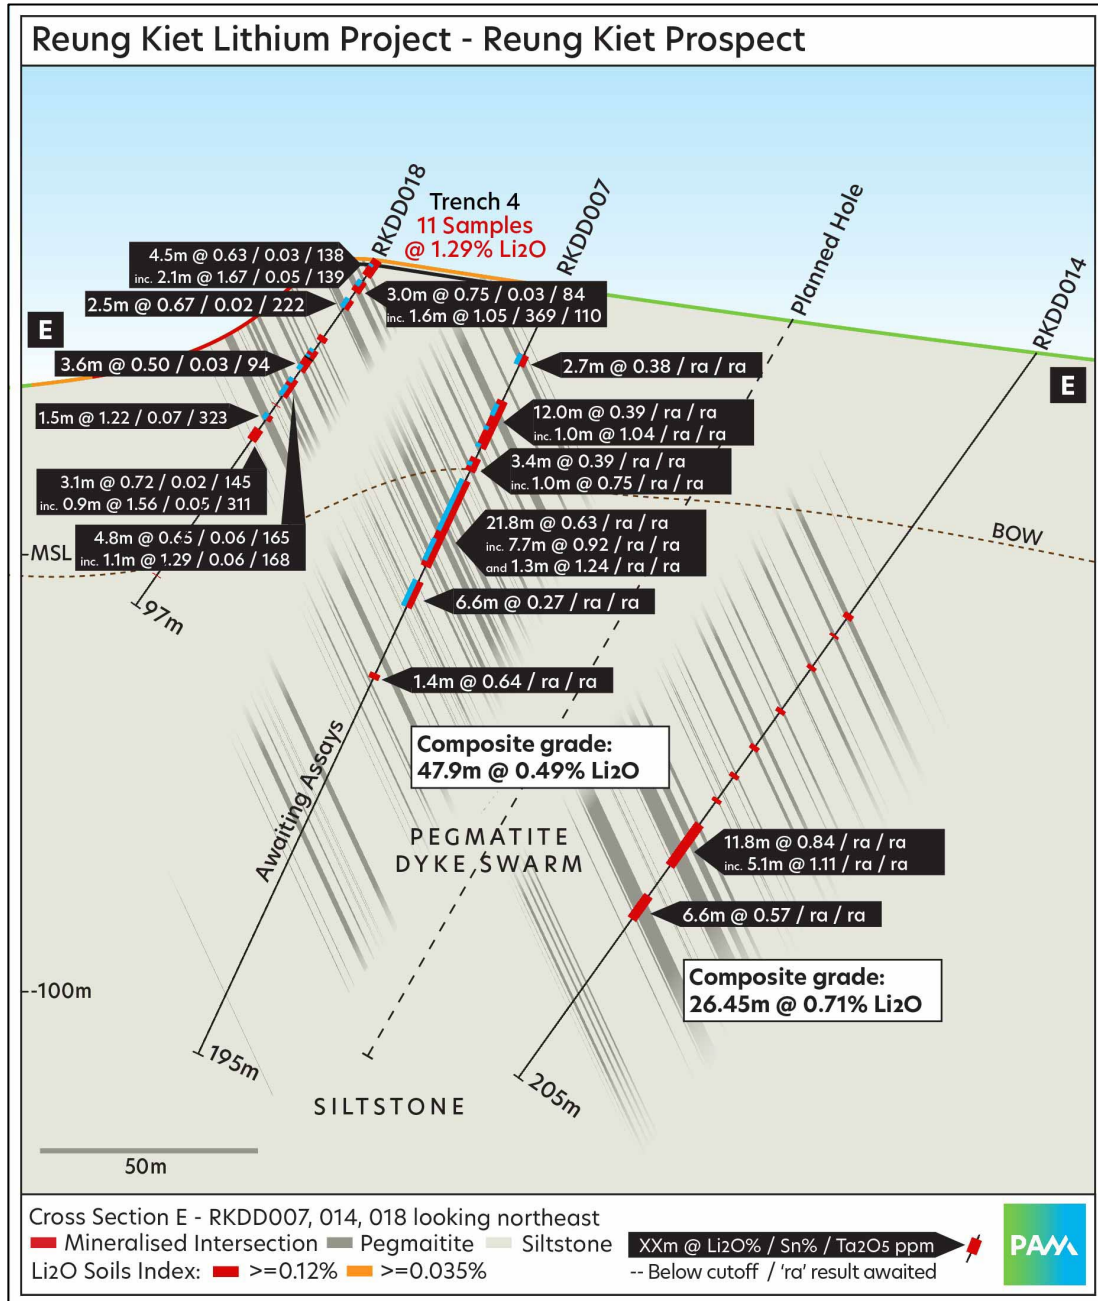 Reung Kiet Lithium Project - Reung Kiet Prospect
RKDD018
Trench 4
11 Samples
@ 1.29% Li2O
RKDD007
Planned Hole
RKDD014
4.5m @ 0.63 / 0.03 / 138
inc. 2.1m @ 1.67 / 0.05 / 139
2.5m @ 0.67 / 0.02 / 222
3.0m @ 0.75 / 0.03 / 84
inc. 1.6m @ 1.05 / 369 / 110
E
3.6m @ 0.50 / 0.03 / 94
2.7m @ 0.38 / ra / ra
E
1.5m @ 1.22 / 0.07 / 323
12.0m @ 0.39 / ra / ra
inc. 1.0m @ 1.04 / ra / ra
3.4m @ 0.39 / ra / ra
inc. 1.0m @ 0.75 / ra / ra
3.1m @ 0.72 / 0.02 / 145
inc. 0.9m @ 1.56 / 0.05 / 311
4.8m @ 0.65 / 0.06 / 165
inc. 1.1m @ 1.29 / 0.06 / 168
21.8m @ 0.63 / ra / ra
inc. 7.7m @ 0.92 / ra / ra
and 1.3m @ 1.24 / ra / ra
BOW
MSL
97m
6.6m @ 0.27 / ra / ra
1.4m @ 0.64 / ra / ra
Composite grade:
47.9m @ 0.49% Li2O
Awaiting Assays
PEGMATITE
DYKE SWARM
11.8m @ 0.84 / ra / ra
inc. 5.1m @ 1.11 / ra / ra
6.6m @ 0.57 / ra / ra
Composite grade:
26.45m @ 0.71% Li2O
-100m
195m
205m
SILTSTONE
50m
Cross Section E - RKDD007, 014, 018 looking northeast
Mineralised Intersection Pegmaitite Siltstone
Li2O Soils Index: >=0.12% >=0.035%
XXm @ Li2O% / Sn% / Ta2O5 ppm
-- Below cutoff / 'ra' result awaited
PAM